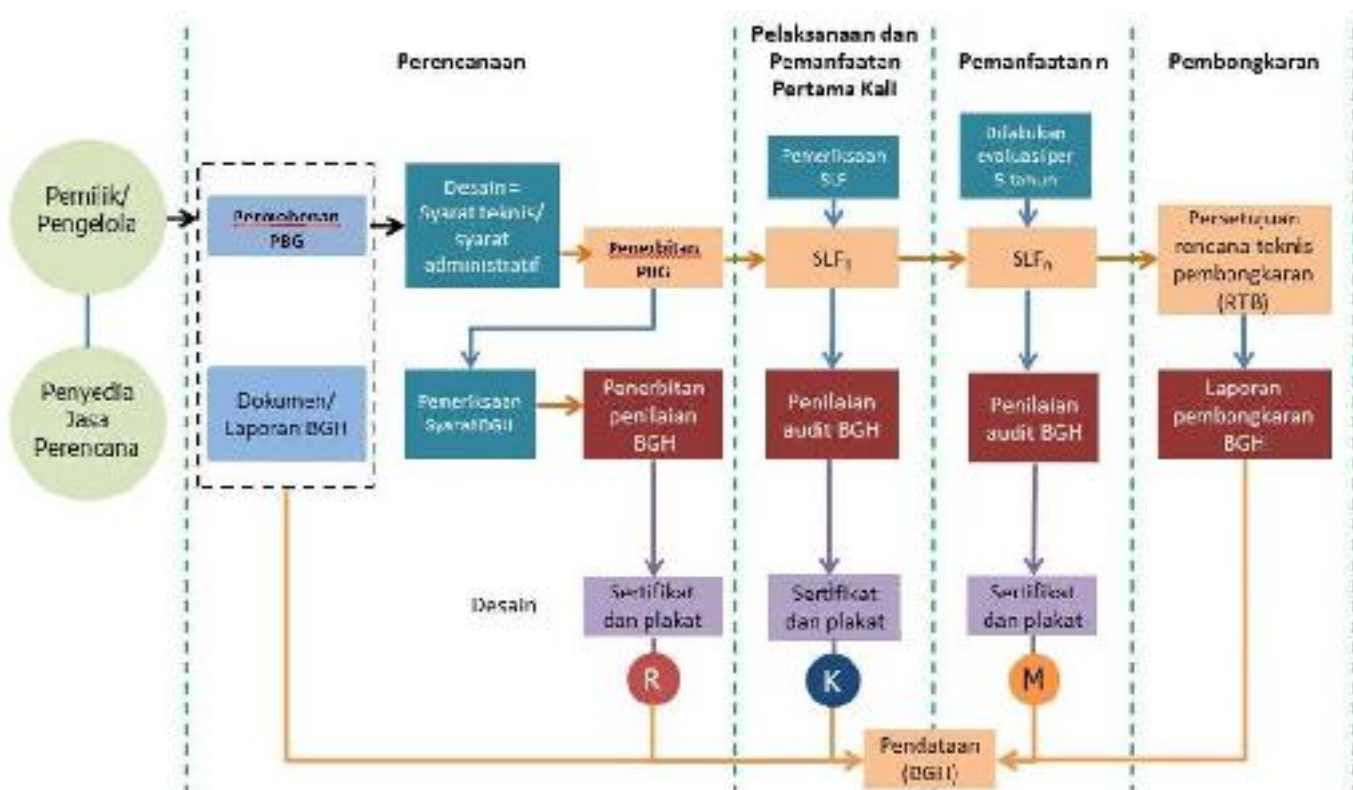 Perencanaan
Pelaksanaan dan
Pemanfaatan
Pertama Kali
Pemanfaatan n
Pembongkaran
Pemilik/
Pengelola
Penyedia
Jasa
Perencana
Permohonan
PBG
Dokumen/
Laporan BGH
Desain =
Syarat teknis/
syarat
administratif
Penerbitan
PBG
Pemeriksaan
Syarat BGH
Penerbitan
penilaian
BGH
Desain
Sertifikat
dan plakat
R
Pemeriksaan
SLF
SLF1
Penilaian
audit BGH
Sertifikat
dan plakat
K
Dilakukan
evaluasi per
5 tahun
SLFn
Penilaian
audit BGH
Sertifikat
dan plakat
M
Persetujuan
rencana teknis
pembongkaran
(RTB)
Laporan
pembongkaran
BGH
Pendataan
(BGH)